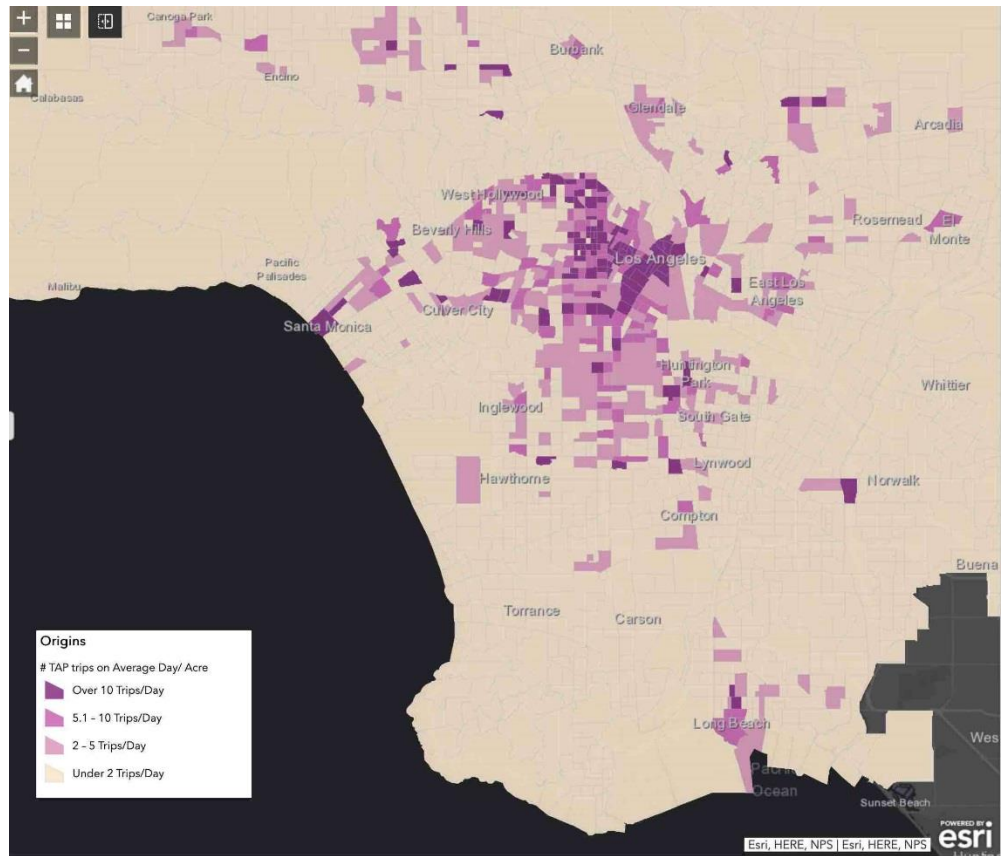 Canoga Park
Burbank
Encino
Calabasas
Glendale
Arcadia
West Hollywood
Beverly Hills
Rosemead
El
Monte
Los Angeles
Pacific
Palisades
Malibu
East Los
Angeles
Culver City
Santa Monica
Huntington
Park
Whittier
Inglewood
South Gate
Lynwood
Hawthorne
Norwalk
Compton
Buena
Torrance
Carson
Origins
# TAP trips on Average Day/ Acre
Over 10 Trips/Day
5.1 - 10 Trips/Day
2 - 5 Trips/Day
Under 2 Trips/Day
Long Beach
Wes
Pacific
Ocean
Sunset Beach
POWERED BY
esri
Esri, HERE, NPS | Esri, HERE, NPS